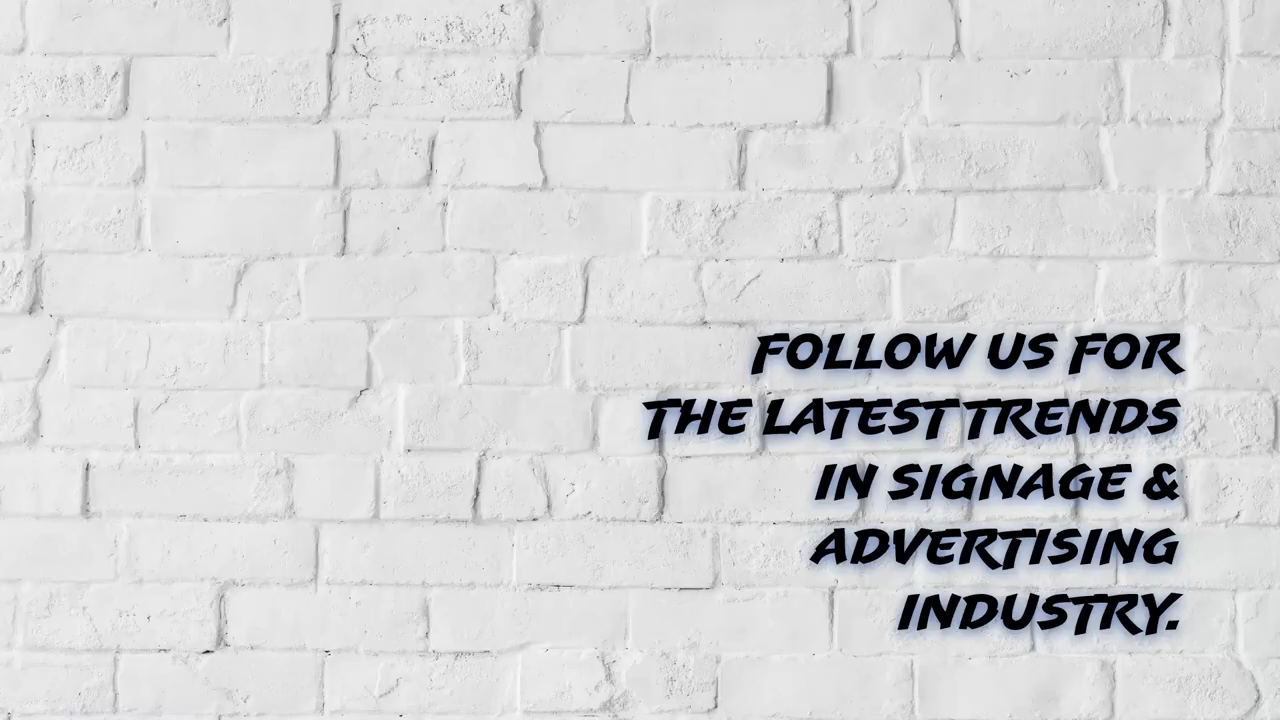 FOLLOW US FOR
THE LATEST TRENDS
IN SIGNAGE &
ADVERTISING
INDUSTRY.